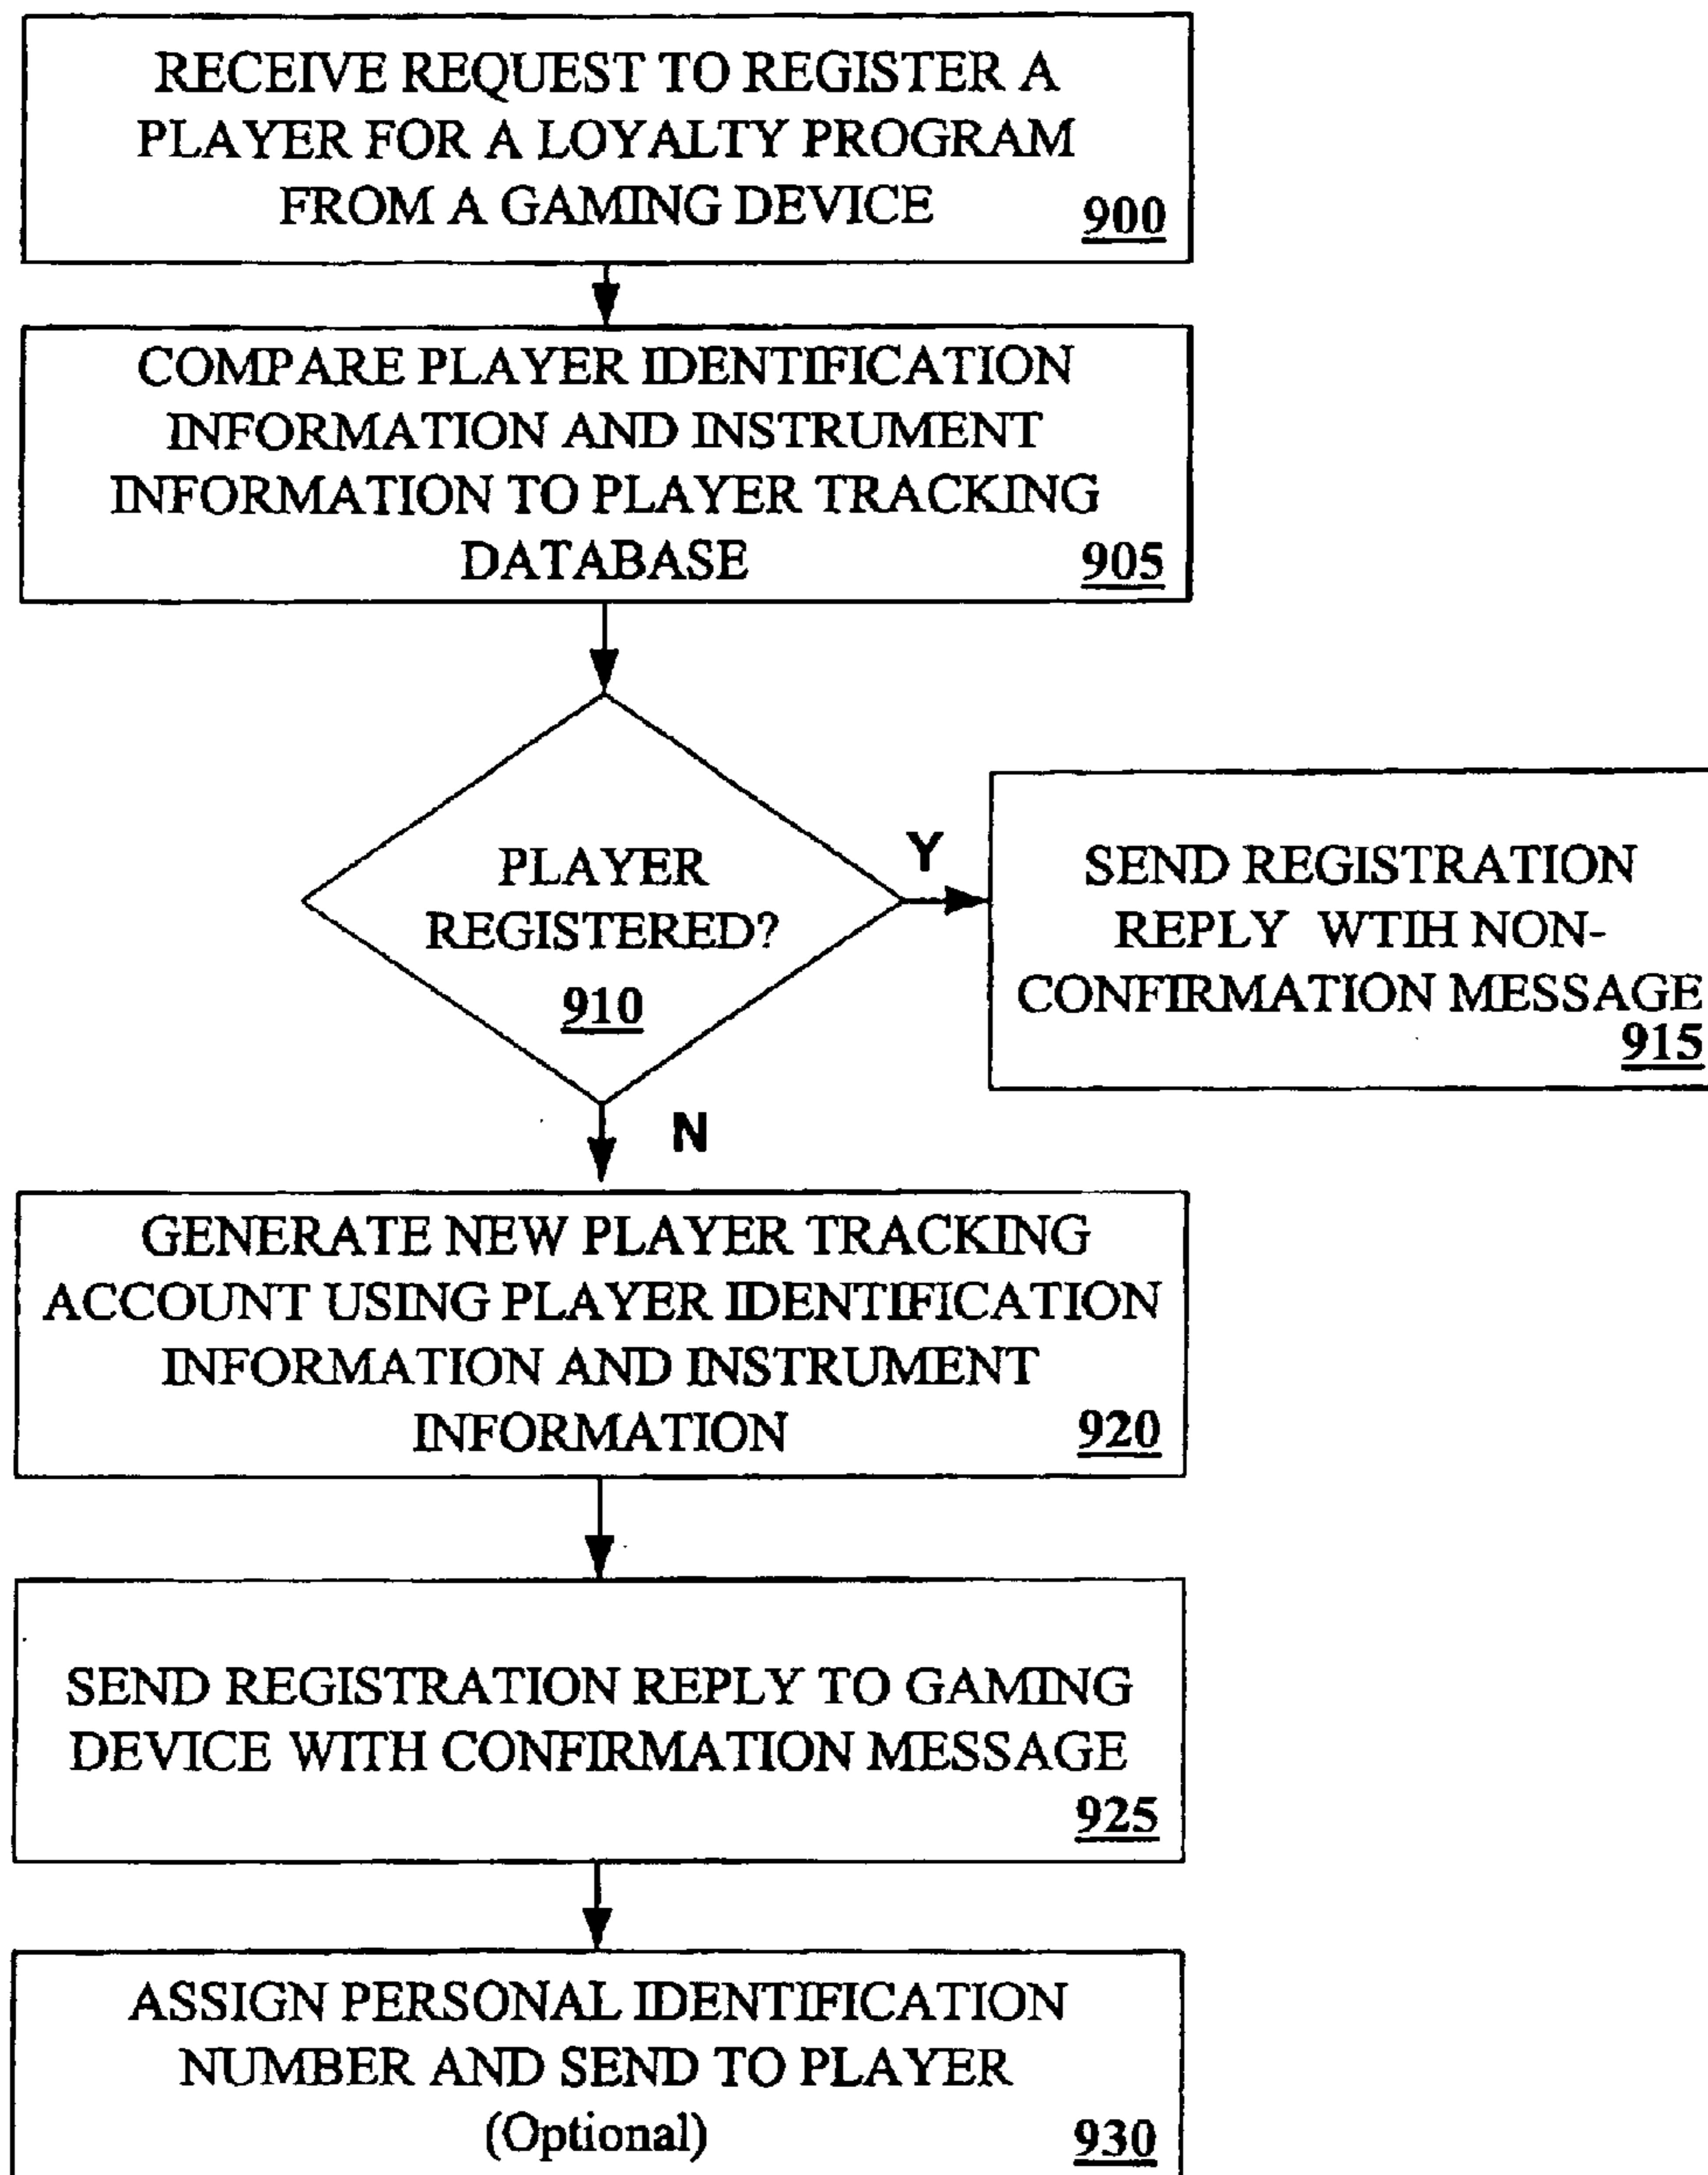 RECEIVE REQUEST TO REGISTER A
PLAYER FOR A LOYALTY PROGRAM
FROM A GAMING DEVICE
900
COMPARE PLAYER IDENTIFICATION
INFORMATION AND INSTRUMENT
INFORMATION TO PLAYER TRACKING
DATABASE
905
PLAYER
REGISTERED?
910
Y
SEND REGISTRATION
REPLY WTIH NON-
CONFIRMATION MESSAGE
915
N
GENERATE NEW PLAYER TRACKING
ACCOUNT USING PLAYER IDENTIFICATION
INFORMATION AND INSTRUMENT
INFORMATION
920
SEND REGISTRATION REPLY TO GAMING
DEVICE WITH CONFIRMATION MESSAGE
925
ASSIGN PERSONAL IDENTIFICATION
NUMBER AND SEND TO PLAYER
(Optional)
930